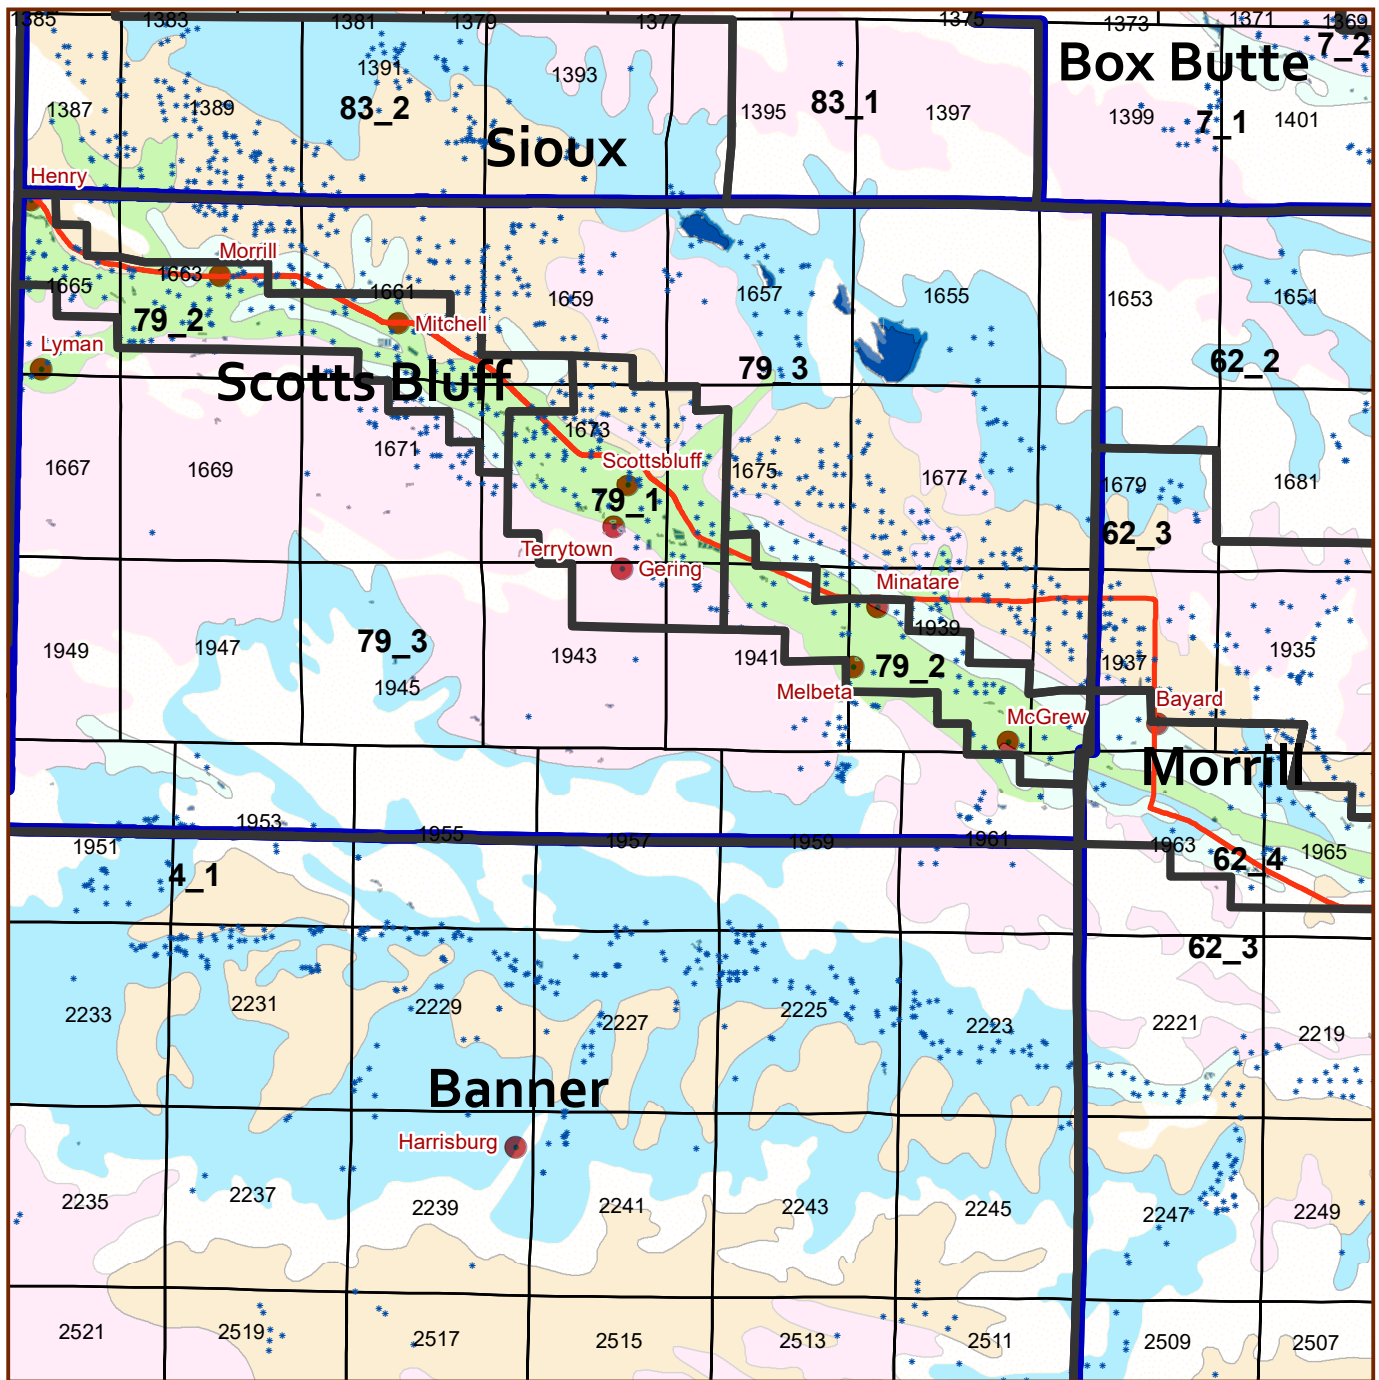 1385 1383 1381 1379 1377 1375 1373 1371 1369
7_2
Box Butte
1391 1393
1387 1389 83_2 1395 83_1 1397 1399 7_1 1401
Sioux
Henry
Morrill
1665 1663 1661 1659 1657 1655 1653 1651
79_2 Mitchell
Lyman
Scotts Bluff 79_3 62_2
1667 1669 1671 1673 1675 1677 1679 1681
Scottsbluff
79_1
62_3
Terrytown
Gering Minatare
1939
1949 1947 79_3 1943 1941 79_2 1937 1935
1945 Melbeta
Bayard
McGrew
Morrill
1953 1955 1957 1959 1961 1963 1965
1951
4_1 62_4
62_3
2233 2231 2229 2227 2225 2223 2221 2219
Banner
Harrisburg
2235 2237 2239 2241 2243 2245 2247 2249
2521 2519 2517 2515 2513 2511 2509 2507